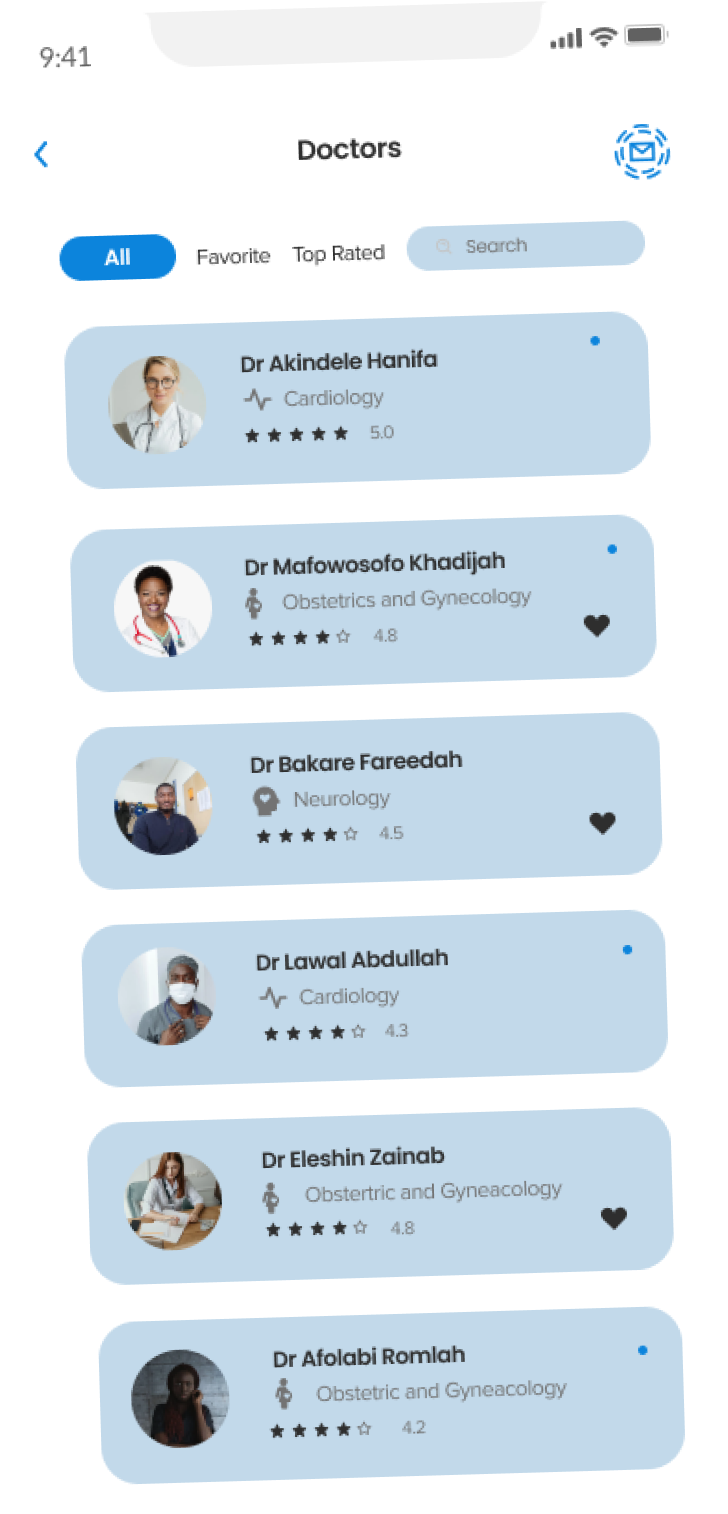 9:41
Doctors
All Favorite Top Rated Search
Dr Akindele Hanifa
Cardiology
5.0
Dr Mafowosofo Khadijah
Obstetrics and Gynecology
4.8
Dr Bakare Fareedah
Neurology
4.5
Dr Lawal Abdullah
Cardiology
4.3
Dr Eleshin Zainab
Obstertric and Gyneacology
4.8
Dr Afolabi Romlah
Obstetric and Gyneacology
4.2